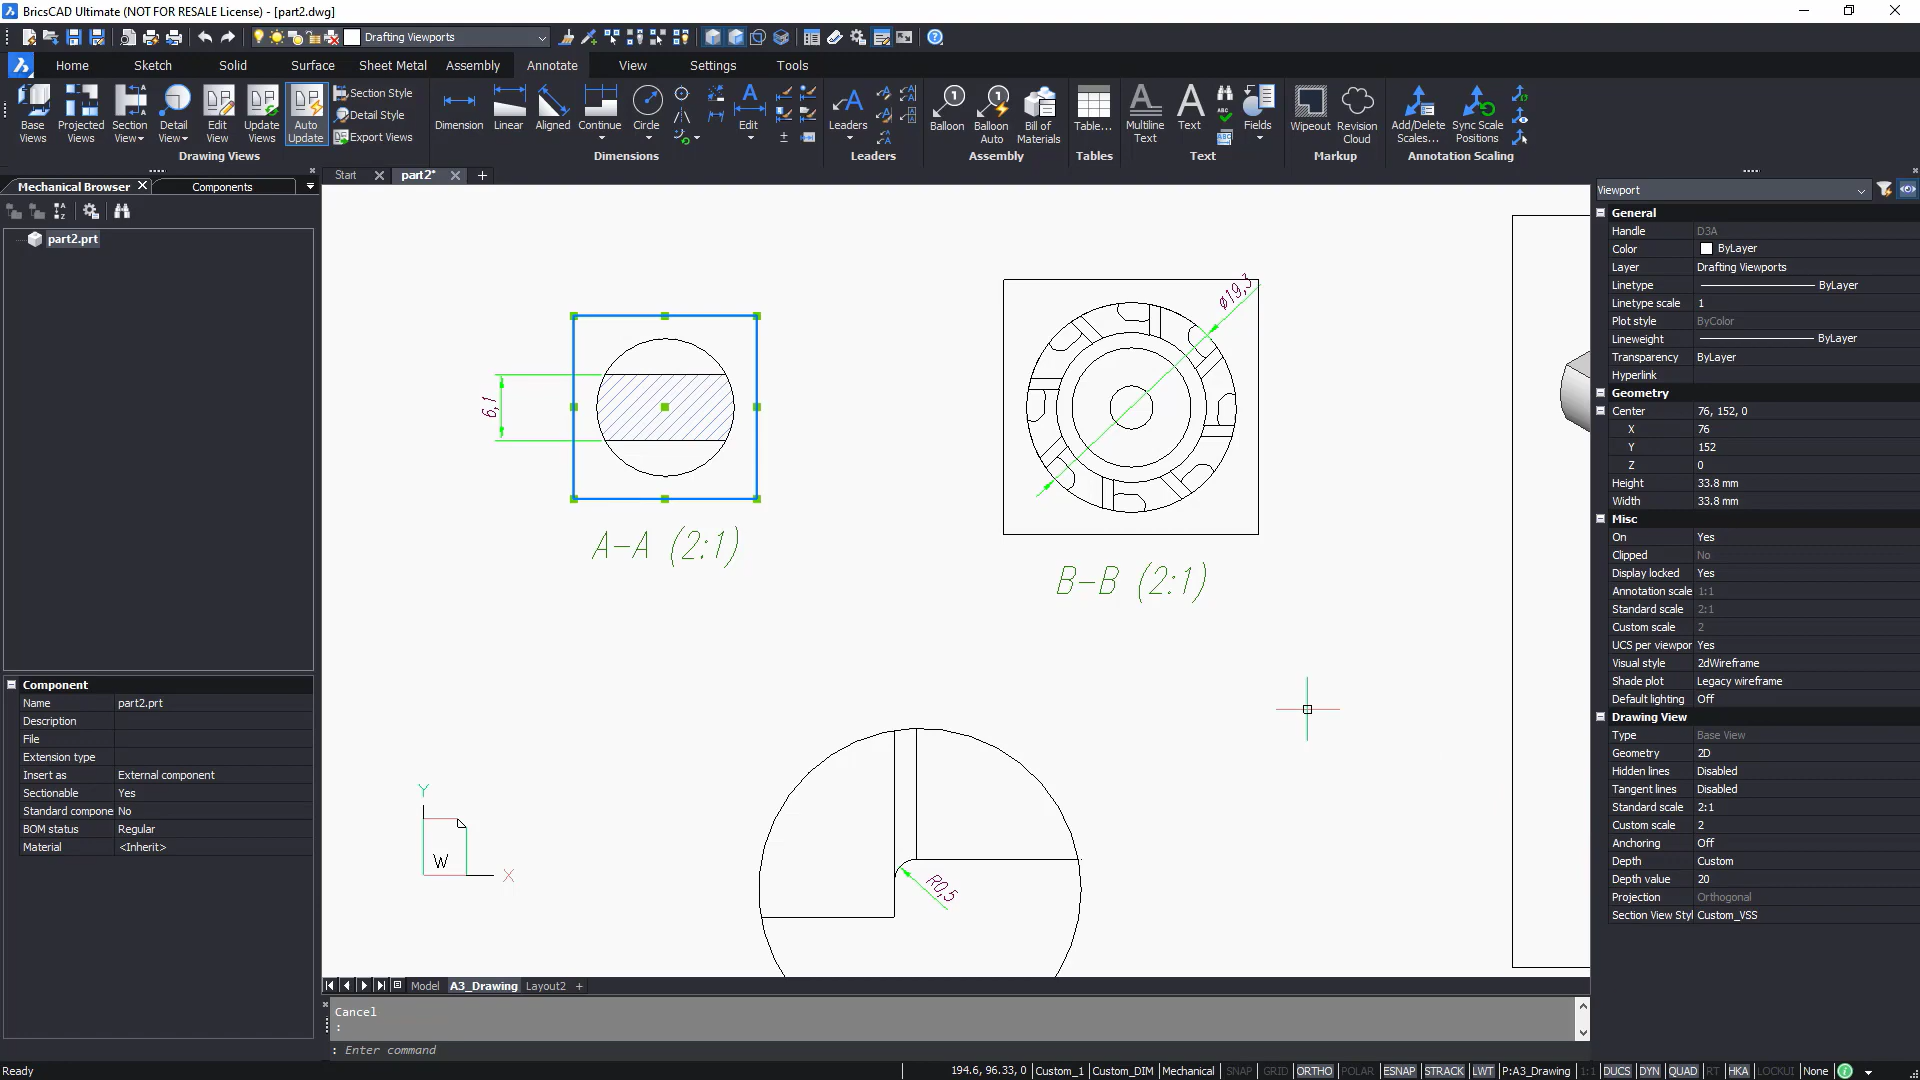 BricsCAD Ultimate (NOT FOR RESALE License) - [part2.dwg]
Drafting Viewports
Home Sketch Solid Surface Sheet Metal Assembly Annotate View Settings Tools
Base Views
Projected Views
Section Views
Detail Views
Edit View
Update Views
Auto Update
Section Style
Detail Style
Export Views
Drawing Views
Dimension
Linear
Aligned
Continue
Circle
Edit
Dimensions
Leaders
Leaders
Balloon
Balloon Auto
Bill of Materials
Assembly
Table...
Tables
Multiline Text
Text
Fields
Text
Wipeout
Revision Cloud
Markup
Add/Delete Scales...
Sync Scale Positions
Annotation Scaling
Mechanical Browser
Components
part2.prt
Component
Name part2.prt
Description
File
Extension type
Insert as External component
Sectionable Yes
Standard compone No
BOM status Regular
Material <Inherit>
Start
part2*
6,1
A-A (2:1)
ø19,3
B-B (2:1)
R0,5
Y
W
X
Model A3_Drawing Layout2 +
Cancel
:
: Enter command
Viewport
General
Handle D3A
Color ByLayer
Layer Drafting Viewports
Linetype ByLayer
Linetype scale 1
Plot style ByColor
Lineweight ByLayer
Transparency ByLayer
Hyperlink
Geometry
Center 76, 152, 0
X 76
Y 152
Z 0
Height 33.8 mm
Width 33.8 mm
Misc
On Yes
Clipped No
Display locked Yes
Annotation scale 1:1
Standard scale 2:1
Custom scale 2
UCS per viewpor Yes
Visual style 2dWireframe
Shade plot Legacy wireframe
Default lighting Off
Drawing View
Type Base View
Geometry 2D
Hidden lines Disabled
Tangent lines Disabled
Standard scale 2:1
Custom scale 2
Anchoring Off
Depth Custom
Depth value 20
Projection Orthogonal
Section View Styl Custom_VSS
Ready
194.6, 96.33, 0 Custom_1 Custom_DIM Mechanical SNAP GRID ORTHO POLAR ESNAP STRACK LWT P:A3_Drawing 1:1 DUCS DYN QUAD RT HKA LOCKUI None